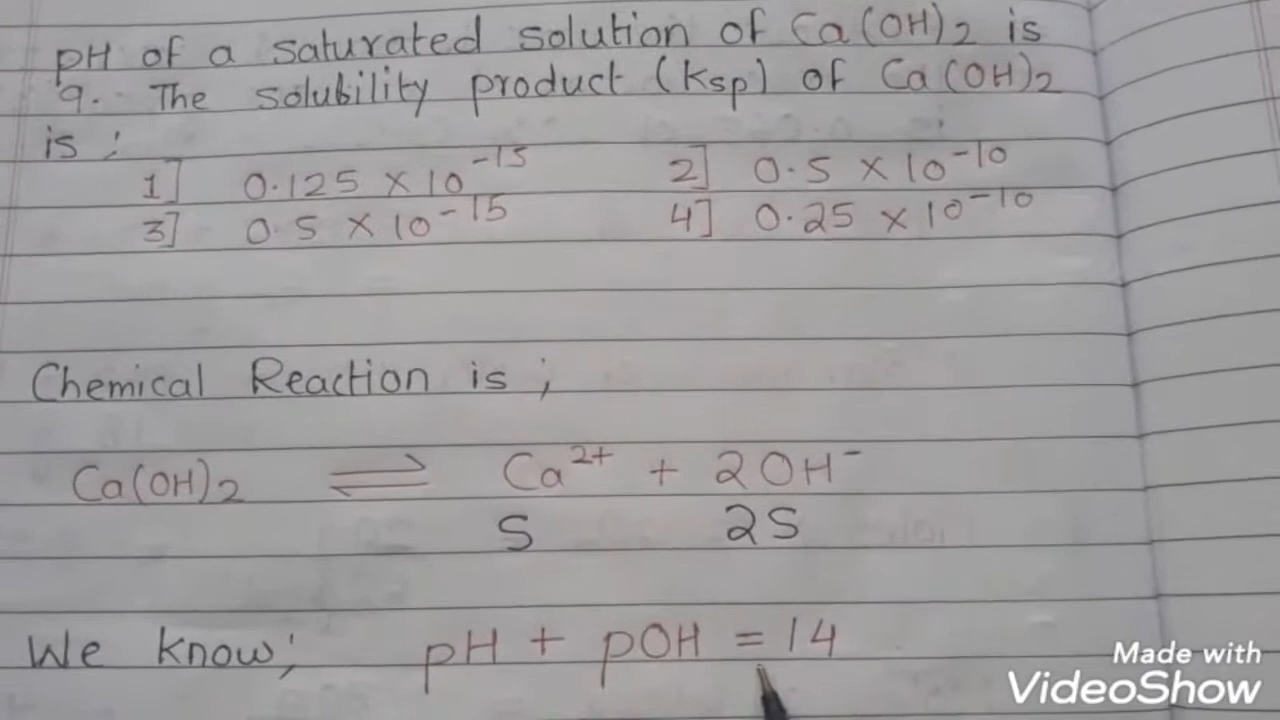 pH of a saturated solution of Ca(OH)2 is
9. The solubility product (Ksp) of Ca(OH)2
is :
1] 0.125 × 10^-15 2] 0.5 × 10^-10
3] 0.5 × 10^-15 4] 0.25 × 10^-10
Chemical Reaction is ;
Ca(OH)2 ⇌ Ca2+ + 2OH-
S 2S
We know; pH + pOH = 14
Made with
VideoShow